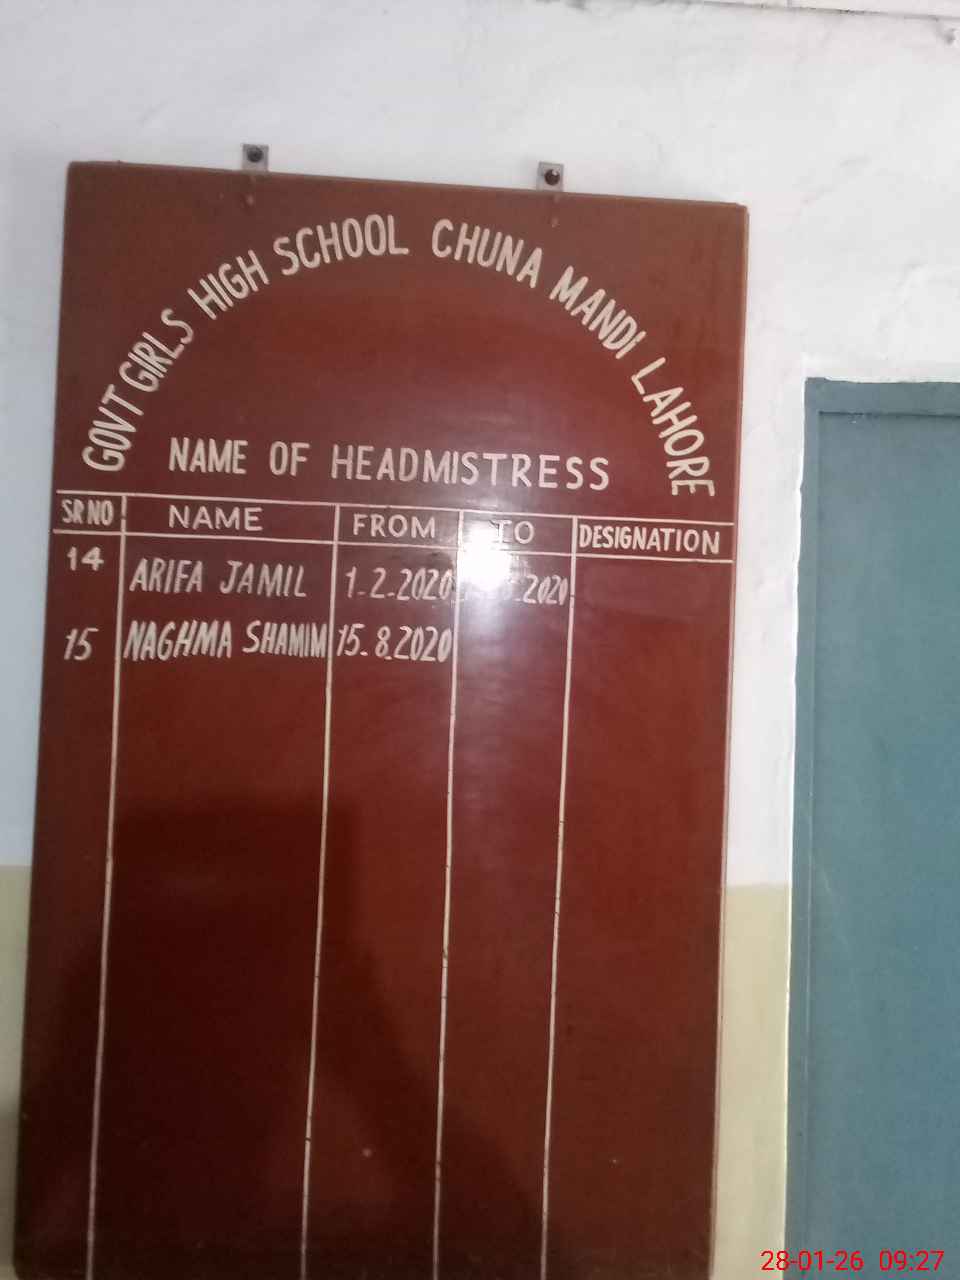 GOVT GIRLS HIGH SCHOOL CHUNA MANDI LAHORE
NAME OF HEADMISTRESS
SR NO NAME FROM TO DESIGNATION
14 ARIFA JAMIL 1-2-2020 2020
15 NAGHMA SHAMIM 15.8.2020
28-01-26 09:27